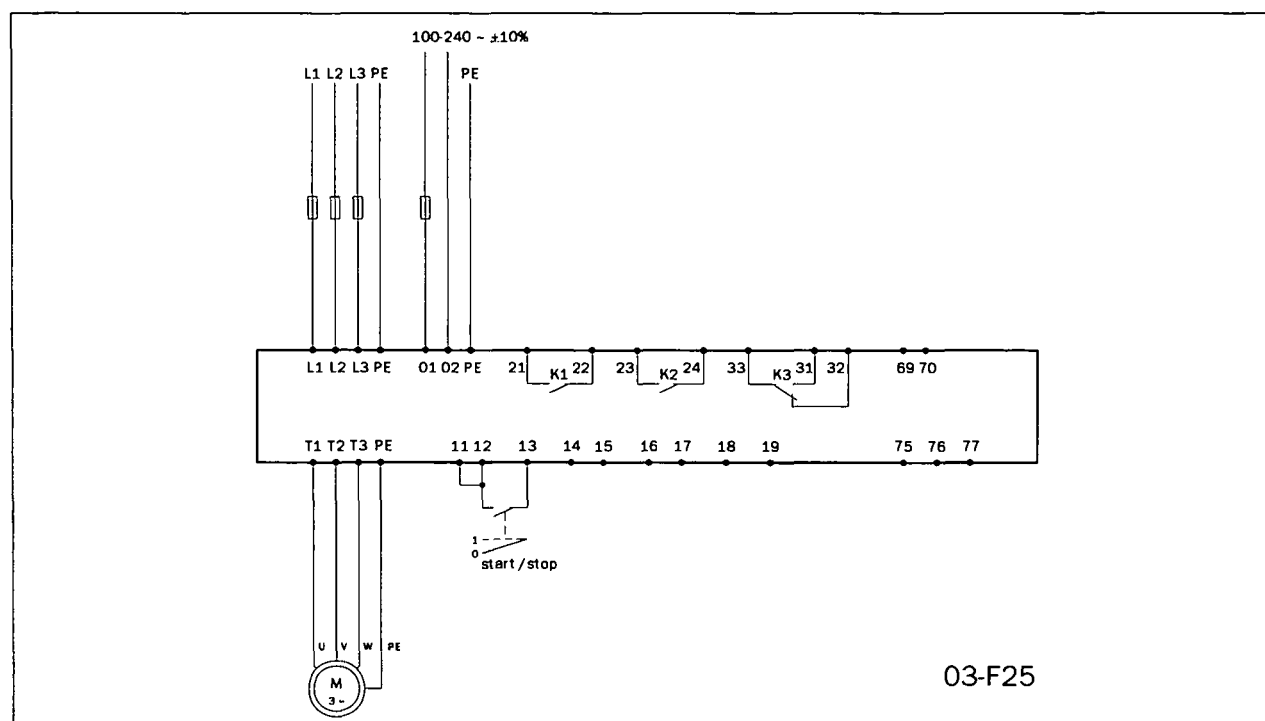 100-240 ~ ±10%
L1 L2 L3 PE PE
L1 L2 L3 PE 01 02 PE 21 K1 22 23 K2 24 33 K3 31 32 69 70
T1 T2 T3 PE 11 12 13 14 15 16 17 18 19 75 76 77
1
0
start/stop
U V W PE
M
3~
03-F25